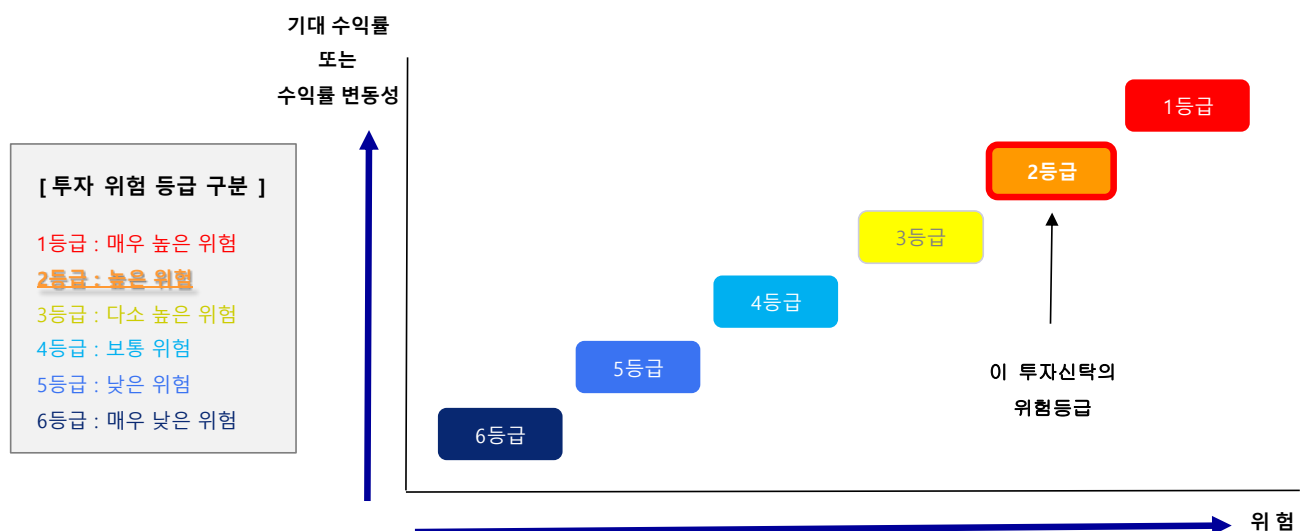 기대 수익률
또는
수익률 변동성
[ 투자 위험 등급 구분 ]
1등급 : 매우 높은 위험
2등급 : 높은 위험
3등급 : 다소 높은 위험
4등급 : 보통 위험
5등급 : 낮은 위험
6등급 : 매우 낮은 위험
1등급
2등급
3등급
4등급
5등급
6등급
이 투자신탁의
위험등급
위 험